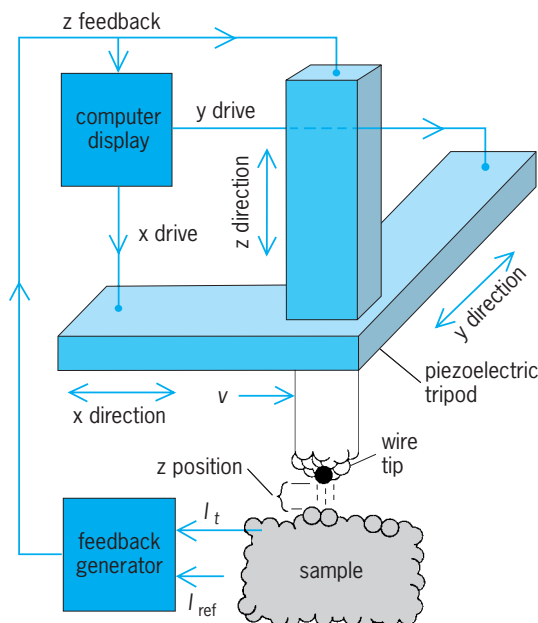 z feedback
computer
display
y drive
z direction
x drive
y direction
x direction
v
piezoelectric
tripod
wire
tip
z position
I t
feedback
generator
sample
I ref